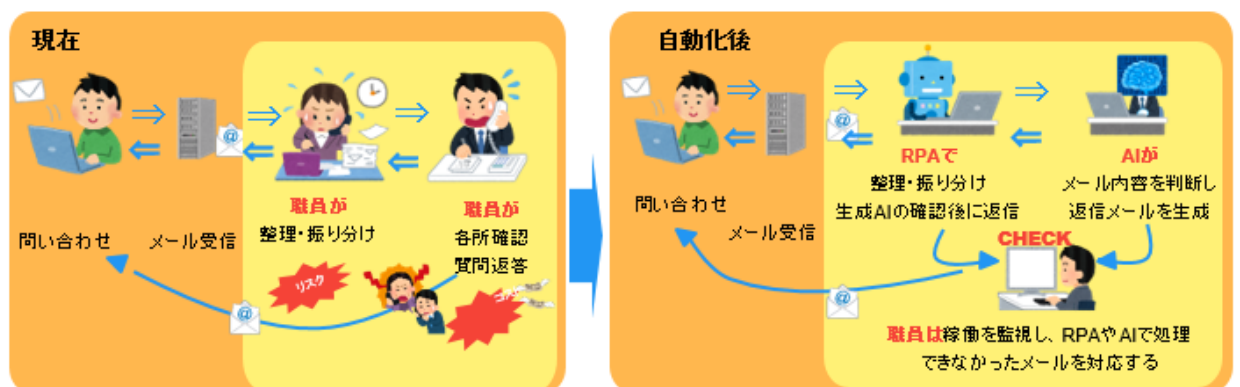 現在
問い合わせ
メール受信
職員が
整理・振り分け
職員が
各所確認
質問返答
リスク
コスト
自動化後
問い合わせ
メール受信
RPAで
整理・振り分け
生成AIの確認後に返信
AIが
メール内容を判断し
返信メールを生成
CHECK
職員は稼働を監視し、RPAやAIで処理
できなかったメールを対応する
@
@
@
@